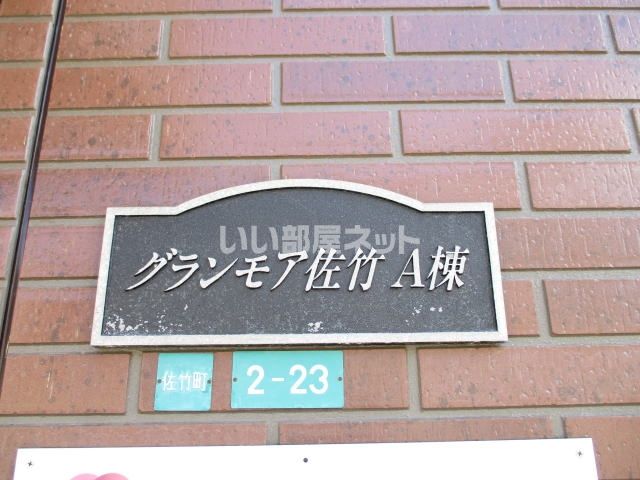 いい部屋ネット
グランモア佐竹 A棟
佐竹町
2-23